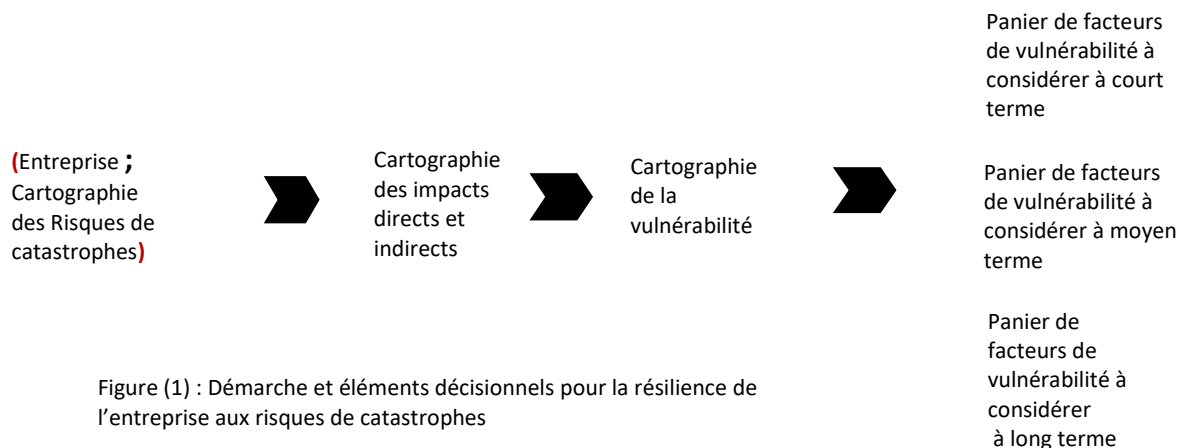 (Entreprise ;
Cartographie
des Risques de
catastrophes)
Cartographie
des impacts
directs et
indirects
Cartographie
de la
vulnérabilité
Panier de facteurs
de vulnérabilité à
considérer à court
terme
Panier de facteurs
de vulnérabilité à
considérer à moyen
terme
Panier de
facteurs de
vulnérabilité à
considérer
à long terme
Figure (1) : Démarche et éléments décisionnels pour la résilience de
l’entreprise aux risques de catastrophes